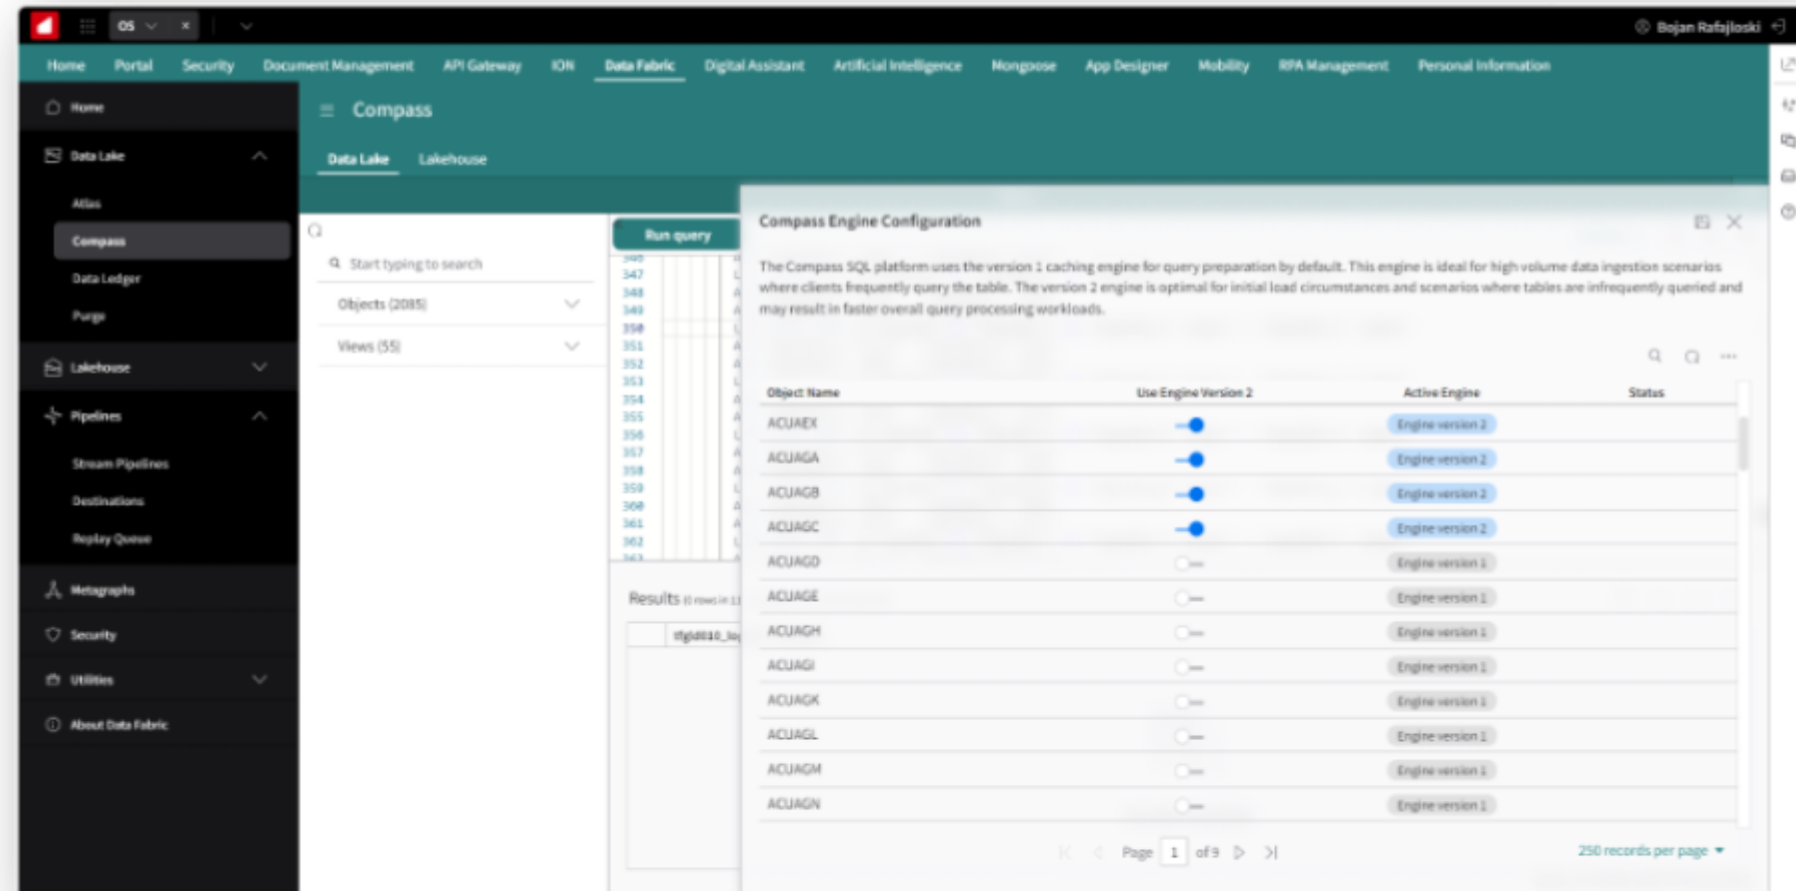 OS
Bojan Rafajloski
Home Portal Security Document Management API Gateway ION Data Fabric Digital Assistant Artificial Intelligence Mongoose App Designer Mobility RPA Management Personal Information
Home
Data Lake
Atlas
Compass
Data Ledger
Purge
Lakehouse
Pipelines
Stream Pipelines
Destinations
Replay Queue
Metagraphs
Security
Utilities
About Data Fabric
Compass
Data Lake Lakehouse
Start typing to search
Objects (2085)
Views (55)
Run query
346
347
348
349
350
351
352
353
354
355
356
357
358
359
360
361
362
363
Results
Compass Engine Configuration
The Compass SQL platform uses the version 1 caching engine for query preparation by default. This engine is ideal for high volume data ingestion scenarios
where clients frequently query the table. The version 2 engine is optimal for initial load circumstances and scenarios where tables are infrequently queried and
may result in faster overall query processing workloads.
Object Name Use Engine Version 2 Active Engine Status
ACUAEX Engine version 2
ACUAGA Engine version 2
ACUAGB Engine version 2
ACUAGC Engine version 2
ACUAGD Engine version 1
ACUAGE Engine version 1
ACUAGH Engine version 1
ACUAGI Engine version 1
ACUAGK Engine version 1
ACUAGL Engine version 1
ACUAGM Engine version 1
ACUAGN Engine version 1
Page 1 of 9
250 records per page